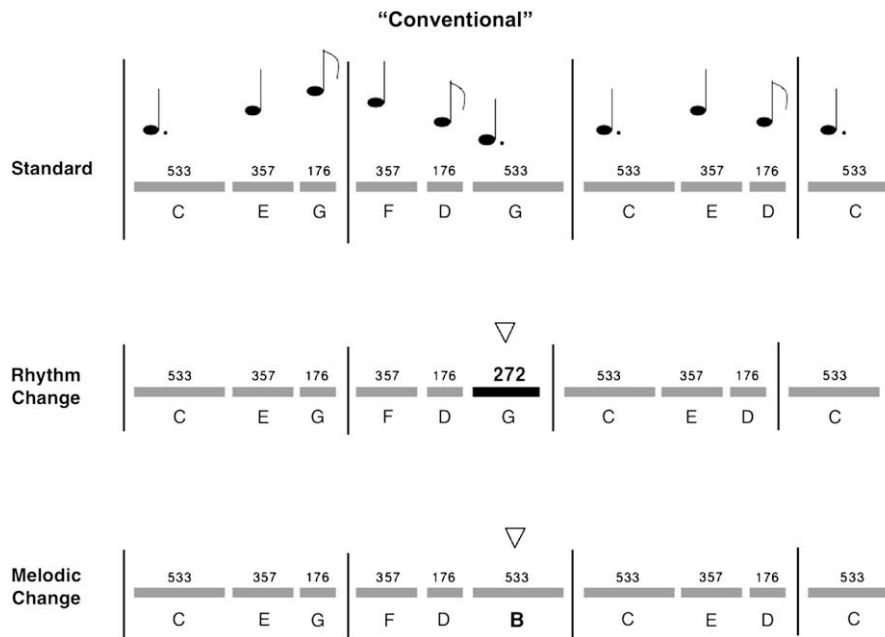 “Conventional”
Standard
533 357 176 357 176 533 533 357 176 533
C E G F D G C E D C
Rhythm
Change
533 357 176 357 176 272 533 357 176 533
C E G F D G C E D C
Melodic
Change
533 357 176 357 176 533 533 357 176 533
C E G F D B C E D C